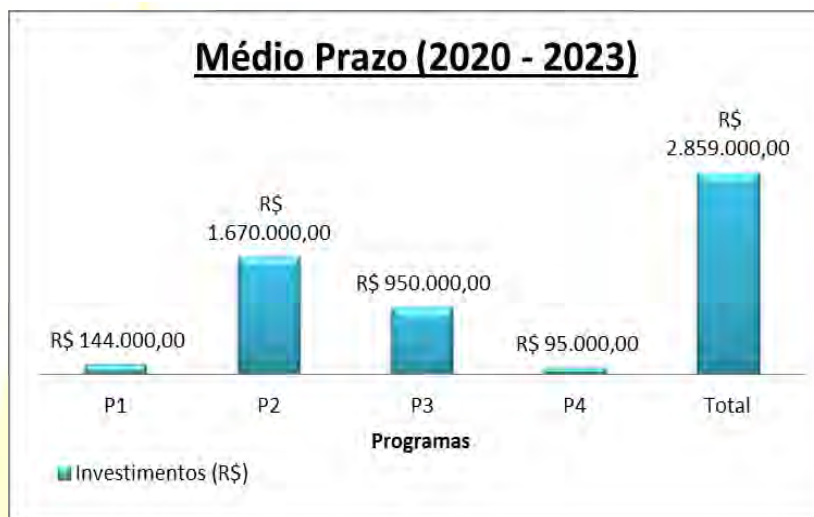 Médio Prazo (2020 - 2023)
R$
2.859.000,00
R$
1.670.000,00
R$ 950.000,00
R$ 144.000,00
R$ 95.000,00
P1 P2 P3 P4 Total
Programas
Investimentos (R$)